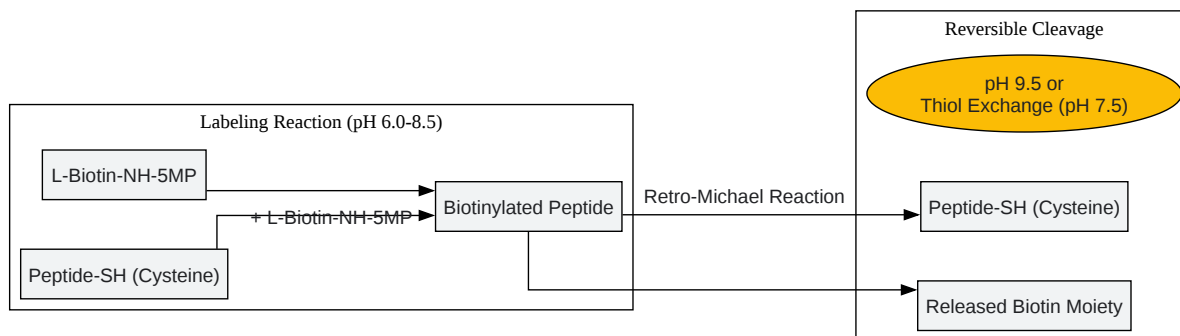 Reversible Cleavage
pH 9.5 or
Thiol Exchange (pH 7.5)
Labeling Reaction (pH 6.0-8.5)
L-Biotin-NH-5MP
Biotinylated Peptide
Retro-Michael Reaction
Peptide-SH (Cysteine)
+ L-Biotin-NH-5MP
Peptide-SH (Cysteine)
Released Biotin Moiety